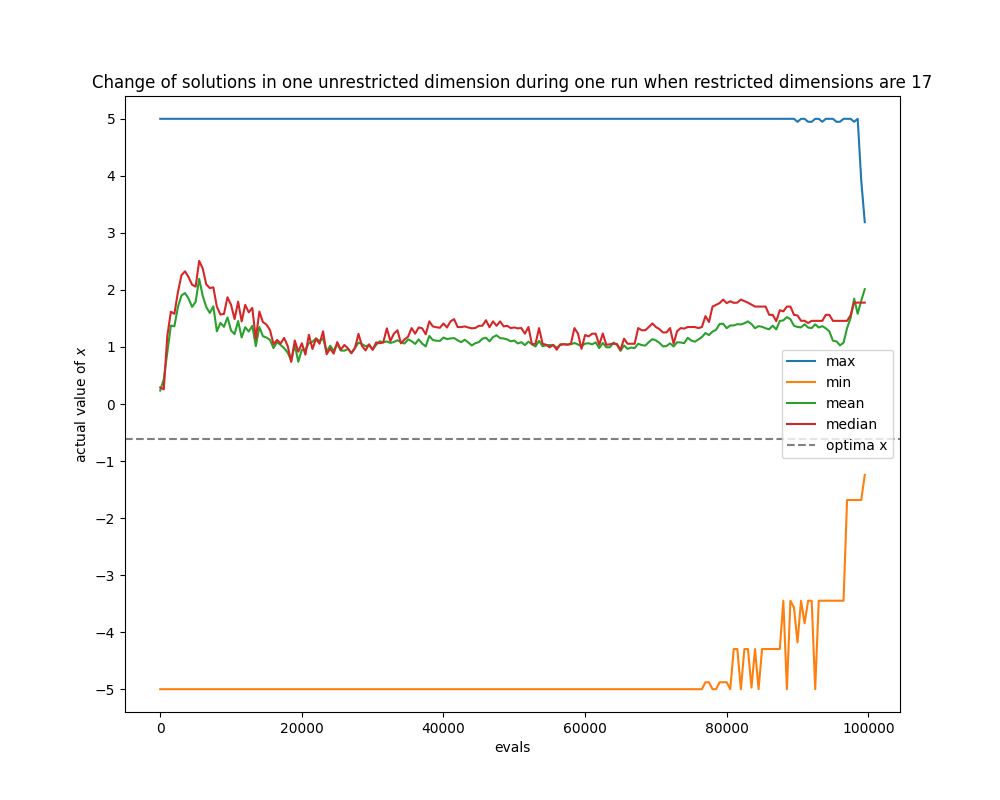 Change of solutions in one unrestricted dimension during one run when restricted dimensions are 17
actual value of x
5
4
3
2
1
0
−1
−2
−3
−4
−5
max
min
mean
median
optima x
0 20000 40000 60000 80000 100000
evals